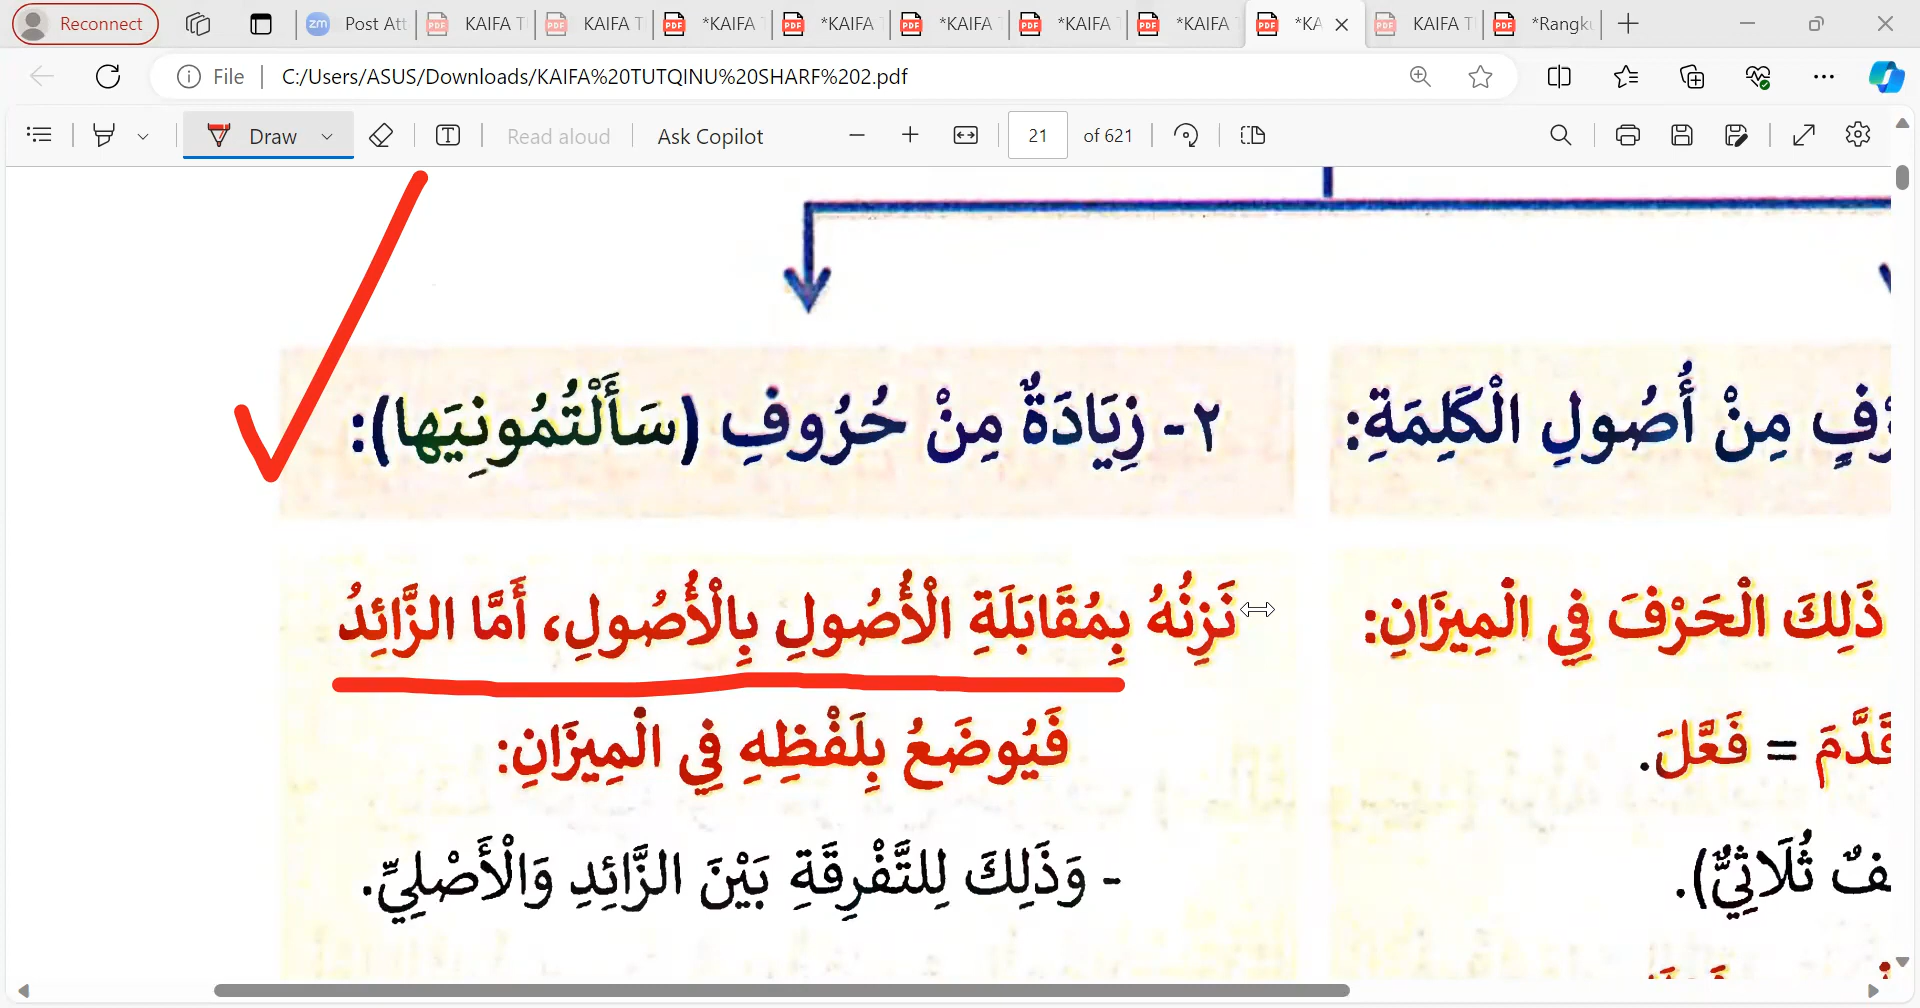 Reconnect
Post Att
KAIFA T
KAIFA T
*KAIFA T
*KAIFA T
*KAIFA T
*KAIFA T
*KAIFA T
*KA
KAIFA T
*Rangku
File
C:/Users/ASUS/Downloads/KAIFA%20TUTQINU%20SHARF%202.pdf
Draw
Read aloud
Ask Copilot
21
of 621
مِنْ أُصُولِ الْكَلِمَةِ:
٢- زِيَادَةٌ مِنْ حُرُوفِ (سَأَلْتُمُونِيَها):
ذَلِكَ الْحَرْفَ فِي الْمِيزَانِ:
قَدَّمَ = فَعَّلَ.
ثُلَاثِيٌّ).
نَزِنُهُ بِمُقَابَلَةِ الْأُصُولِ بِالْأُصُولِ، أَمَّا الزَّائِدُ
فَيُوضَعُ بِلَفْظِهِ فِي الْمِيزَانِ:
- وَذَلِكَ لِلتَّفْرِقَةِ بَيْنَ الزَّائِدِ وَالْأَصْلِيِّ.